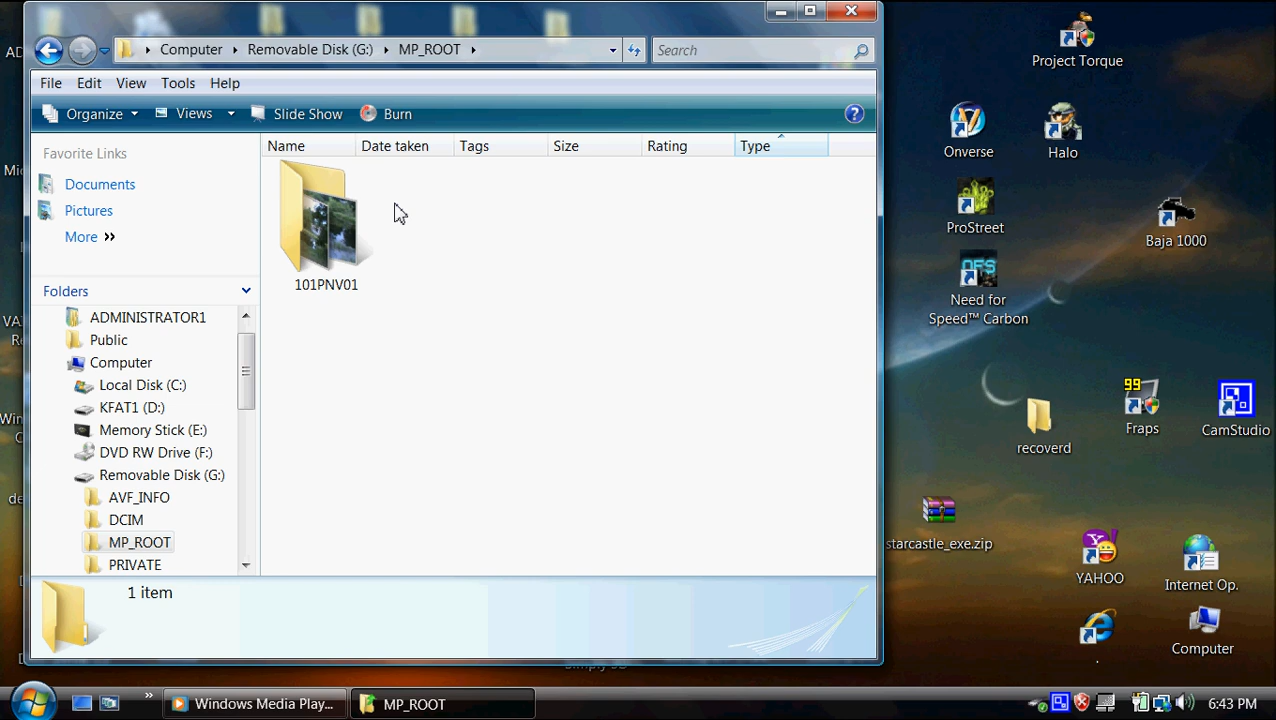 Computer Removable Disk (G:) MP_ROOT Search
File Edit View Tools Help
Organize Views Slide Show Burn
Favorite Links
Documents
Pictures
More
Folders
ADMINISTRATOR1
Public
Computer
Local Disk (C:)
KFAT1 (D:)
Memory Stick (E:)
DVD RW Drive (F:)
Removable Disk (G:)
AVF_INFO
DCIM
MP_ROOT
PRIVATE
Name Date taken Tags Size Rating Type
101PNV01
1 item
Project Torque
Onverse
Halo
ProStreet
Baja 1000
Need for
Speed™ Carbon
recoverd
99
Fraps
CamStudio
starcastle_exe.zip
YAHOO
Internet Op.
.
Computer
Windows Media Play...
MP_ROOT
6:43 PM